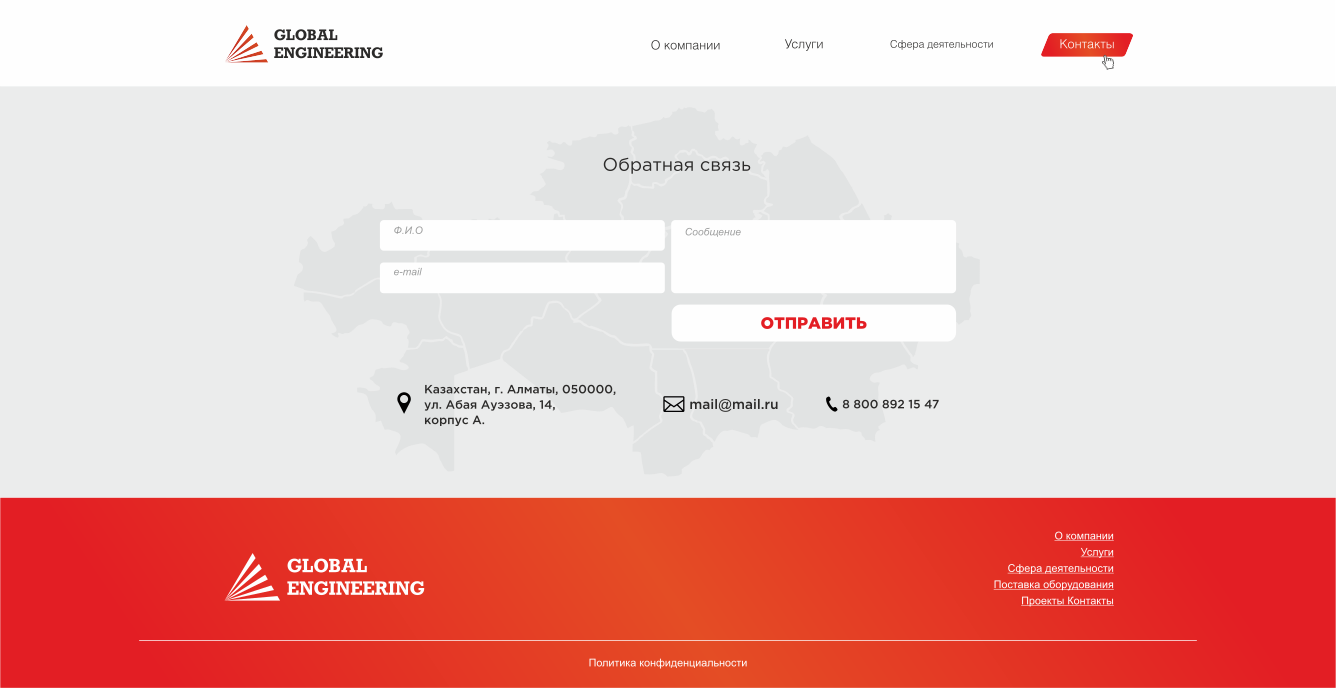 GLOBAL
ENGINEERING
О компании
Услуги
Сфера деятельности
Контакты
Обратная связь
Ф.И.О
Сообщение
e-mail
ОТПРАВИТЬ
Казахстан, г. Алматы, 050000,
ул. Абая Ауэзова, 14,
корпус А.
mail@mail.ru
8 800 892 15 47
GLOBAL
ENGINEERING
О компании
Услуги
Сфера деятельности
Поставка оборудования
Проекты Контакты
Политика конфиденциальности